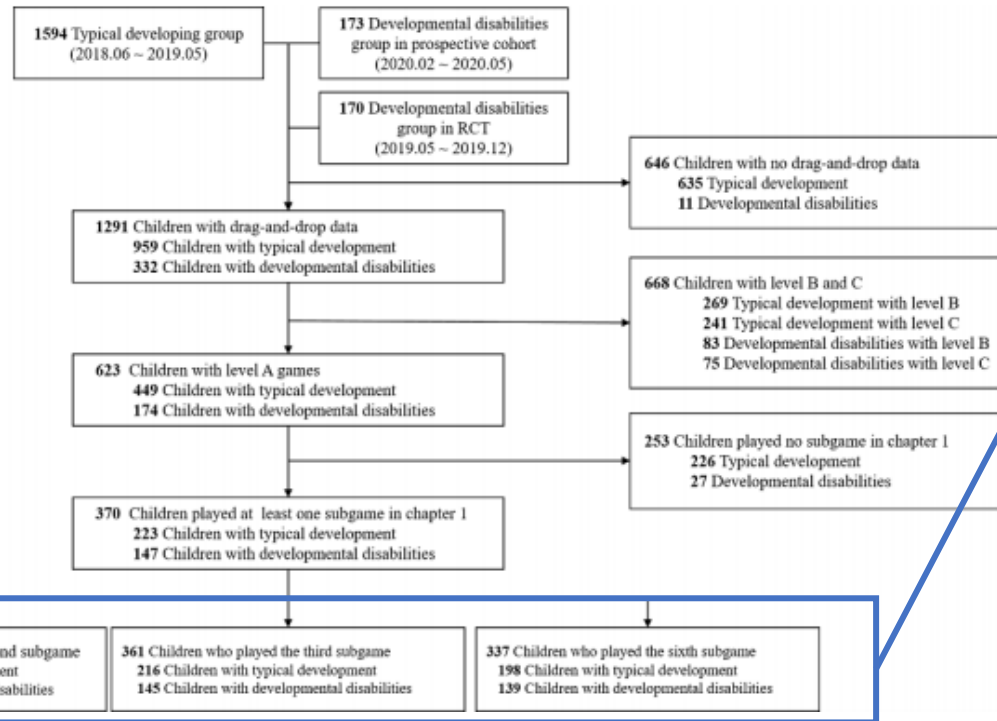 1594 Typical developing group
(2018.06 ~ 2019.05)
173 Developmental disabilities
group in prospective cohort
(2020.02 ~ 2020.05)
170 Developmental disabilities
group in RCT
(2019.05 ~ 2019.12)
646 Children with no drag-and-drop data
635 Typical development
11 Developmental disabilities
1291 Children with drag-and-drop data
959 Children with typical development
332 Children with developmental disabilities
668 Children with level B and C
269 Typical development with level B
241 Typical development with level C
83 Developmental disabilities with level B
75 Developmental disabilities with level C
623 Children with level A games
449 Children with typical development
174 Children with developmental disabilities
253 Children played no subgame in chapter 1
226 Typical development
27 Developmental disabilities
370 Children played at least one subgame in chapter 1
223 Children with typical development
147 Children with developmental disabilities
subgame
361 Children who played the third subgame
216 Children with typical development
145 Children with developmental disabilities
337 Children who played the sixth subgame
198 Children with typical development
139 Children with developmental disabilities